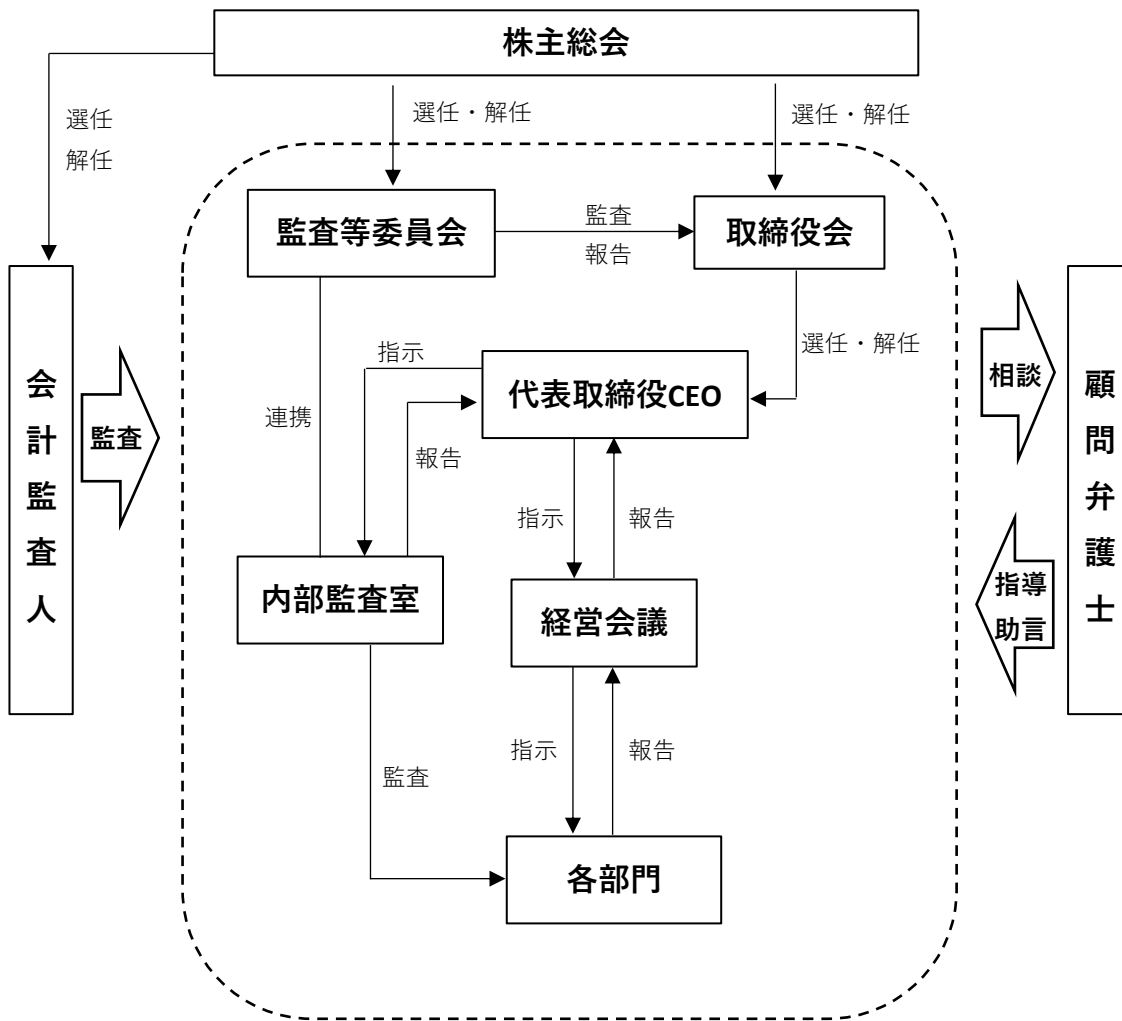 株主総会
選任
解任
選任・解任
選任・解任
監査等委員会
監査
報告
取締役会
選任・解任
指示
代表取締役CEO
連携
報告
会計監査人
監査
相談
顧問弁護士
指示
報告
内部監査室
経営会議
指導
助言
指示
報告
監査
各部門